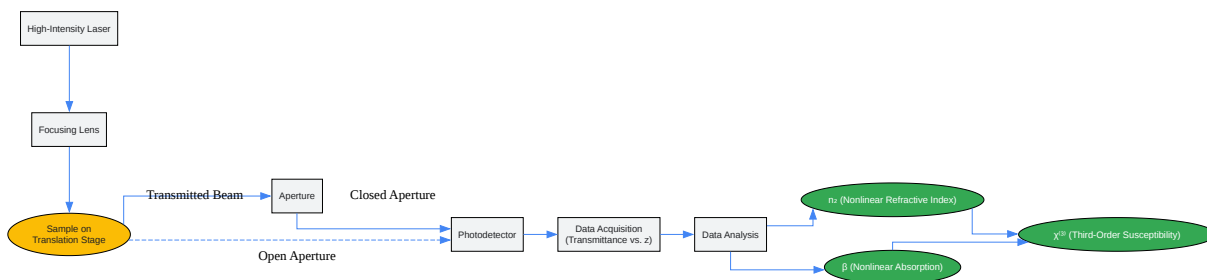 High-Intensity Laser
Focusing Lens
Sample on
Translation Stage
Transmitted Beam
Aperture
Closed Aperture
Open Aperture
Photodetector
Data Acquisition
(Transmittance vs. z)
Data Analysis
n₂ (Nonlinear Refractive Index)
β (Nonlinear Absorption)
χ⁽³⁾ (Third-Order Susceptibility)